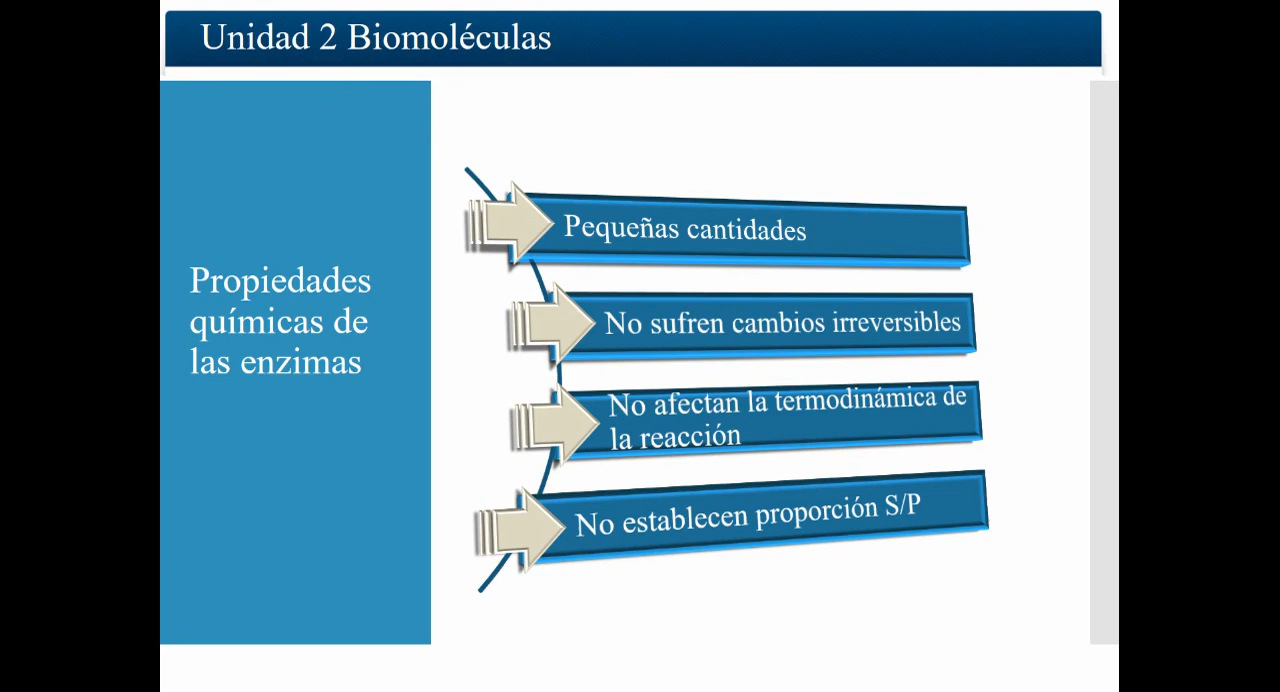 Unidad 2 Biomoléculas
Propiedades
químicas de
las enzimas
Pequeñas cantidades
No sufren cambios irreversibles
No afectan la termodinámica de
la reacción
No establecen proporción S/P